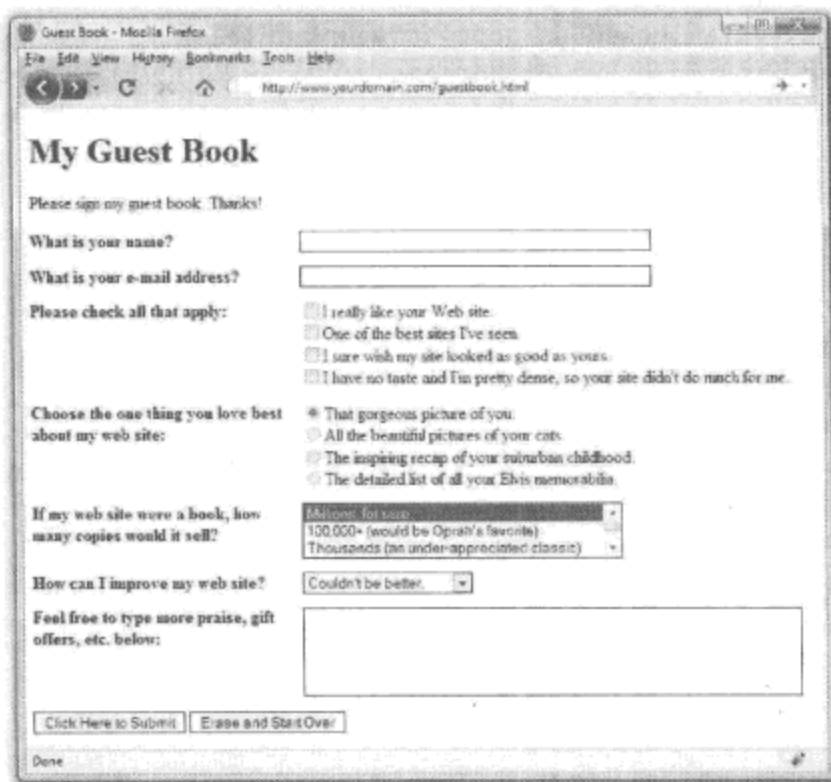 Guest Book - Mozilla Firefox
File Edit View History Bookmarks Tools Help
http://www.yourdomain.com/guestbook.html
My Guest Book
Please sign my guest book. Thanks!
What is your name?
What is your e-mail address?
Please check all that apply:
I really like your Web site.
One of the best sites I've seen.
I sure wish my site looked as good as yours.
I have no taste and I'm pretty dense, so your site didn't do much for me.
Choose the one thing you love best
about my web site:
That gorgeous picture of you.
All the beautiful pictures of your cats.
The inspiring recap of your suburban childhood.
The detailed list of all your Elvis memorabilia.
If my web site were a book, how
many copies would it sell?
Millions, for sure.
100,000+ (would be Oprah's favorite)
Thousands (an under-appreciated classic)
How can I improve my web site?
Couldn't be better.
Feel free to type more praise, gift
offers, etc. below:
Click Here to Submit
Erase and Start Over
Done